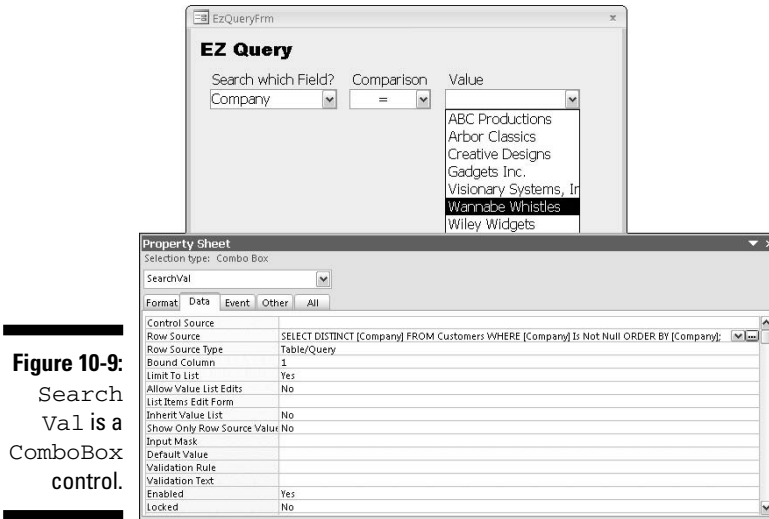 EzQueryFrm
EZ Query
Search which Field? Comparison Value
Company =
ABC Productions
Arbor Classics
Creative Designs
Gadgets Inc.
Visionary Systems, Ir
Wannabe Whistles
Wiley Widgets
Property Sheet
Selection type: Combo Box
SearchVal
Format Data Event Other All
Control Source
Row Source SELECT DISTINCT [Company] FROM Customers WHERE [Company] Is Not Null ORDER BY [Company];
Row Source Type Table/Query
Bound Column 1
Limit To List Yes
Allow Value List Edits No
List Items Edit Form
Inherit Value List No
Show Only Row Source Value No
Input Mask
Default Value
Validation Rule
Validation Text
Enabled Yes
Locked No
Figure 10-9:
Search
Val is a
ComboBox
control.